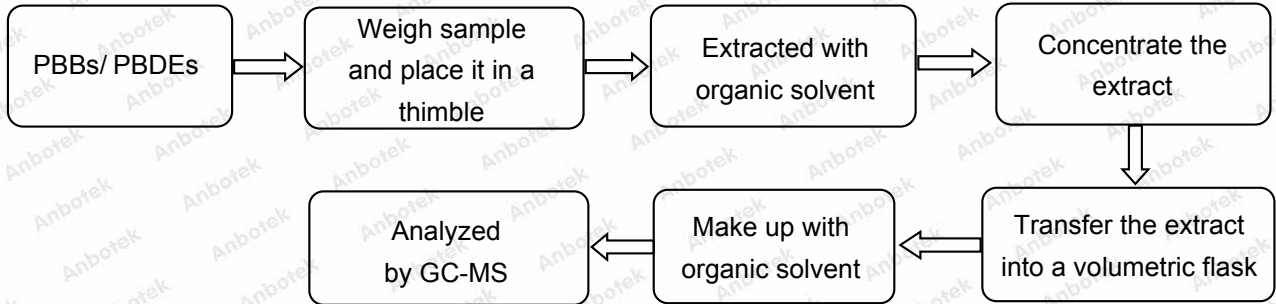 PBBs/ PBDEs
Weigh sample
and place it in a
thimble
Extracted with
organic solvent
Concentrate the
extract
Transfer the extract
into a volumetric flask
Make up with
organic solvent
Analyzed
by GC-MS
Anbotek